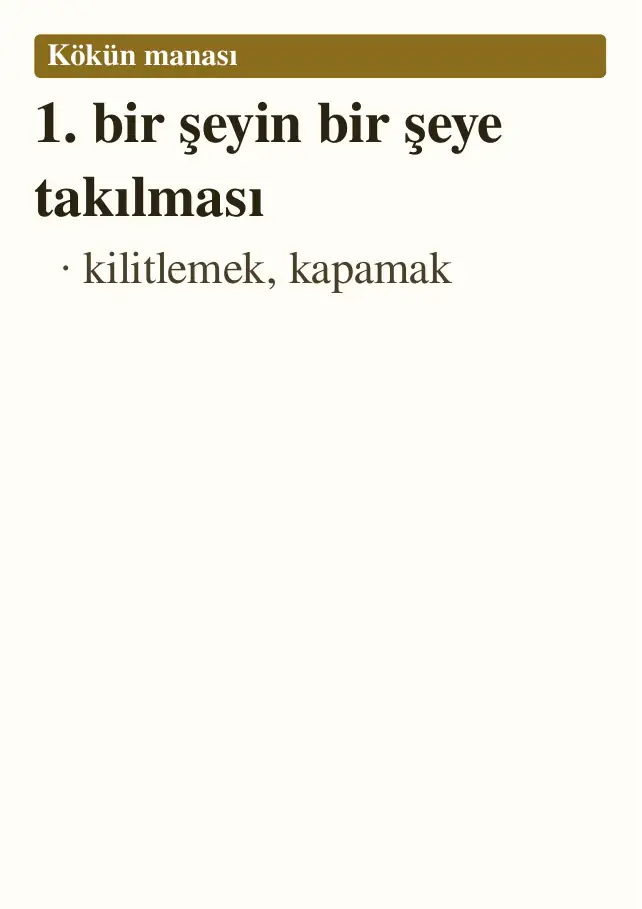 Kökün manası
1. bir şeyin bir şeye
takılması
· kilitlemek, kapamak